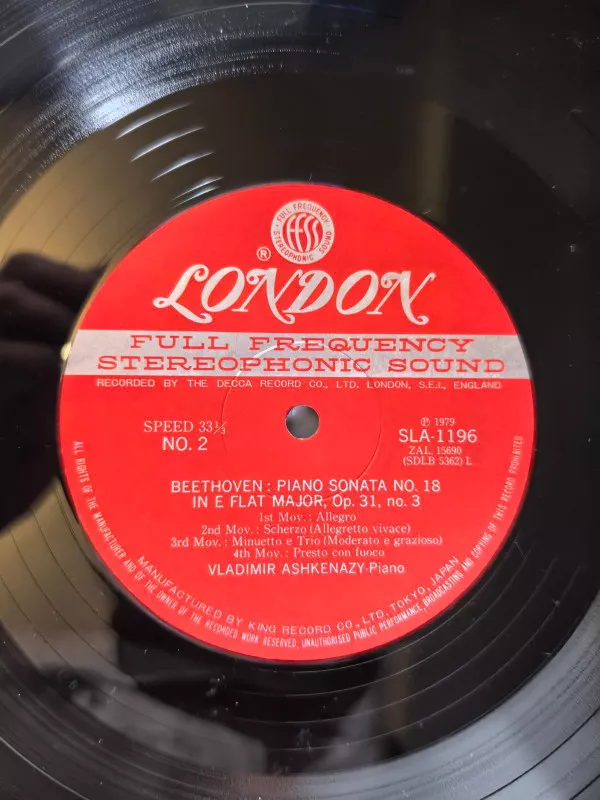 FULL FREQUENCY
ffss
STEREOPHONIC SOUND
®
LONDON
FULL FREQUENCY
STEREOPHONIC SOUND
RECORDED BY THE DECCA RECORD CO., LTD. LONDON, S.E.I., ENGLAND
SPEED 33⅓
NO. 2
℗ 1979
SLA-1196
ZAL. 15690
(SDLB 5362) L
BEETHOVEN : PIANO SONATA NO. 18
IN E FLAT MAJOR, Op. 31, no. 3
1st Mov. : Allegro
2nd Mov. : Scherzo (Allegretto vivace)
3rd Mov. : Minuetto e Trio (Moderato e grazioso)
4th Mov. : Presto con fuoco
VLADIMIR ASHKENAZY-Piano
MANUFACTURED BY KING RECORD CO., LTD. TOKYO, JAPAN
ALL RIGHTS OF THE MANUFACTURER AND OF THE OWNER OF THE RECORDED WORK RESERVED. UNAUTHORISED PUBLIC PERFORMANCE, BROADCASTING AND COPYING OF THIS RECORD PROHIBITED